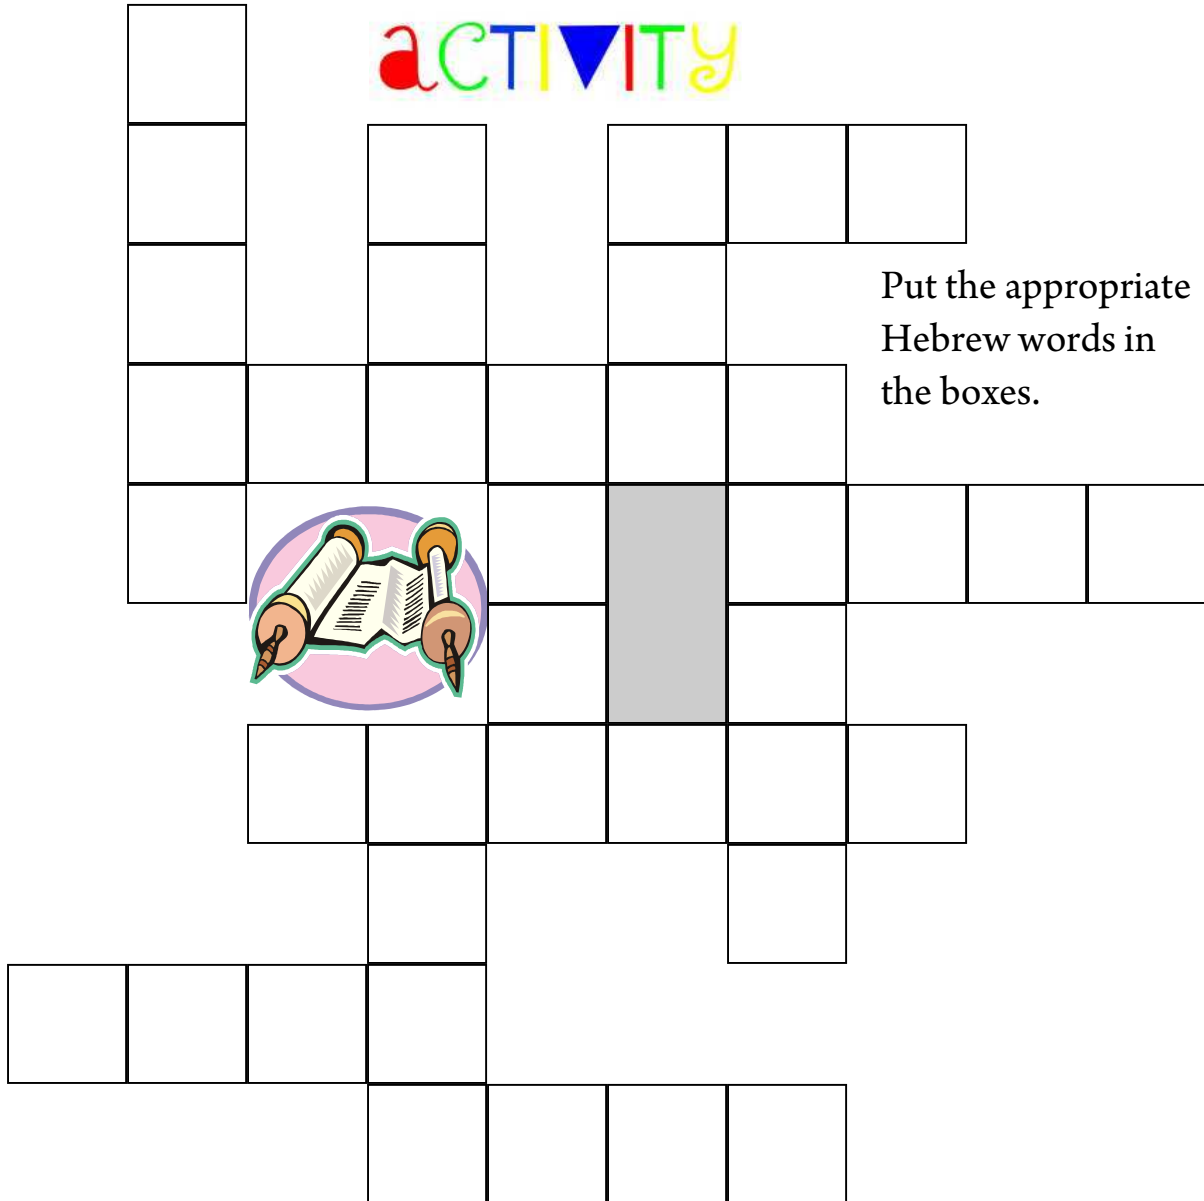 aCTIVITY
Put the appropriate
Hebrew words in
the boxes.